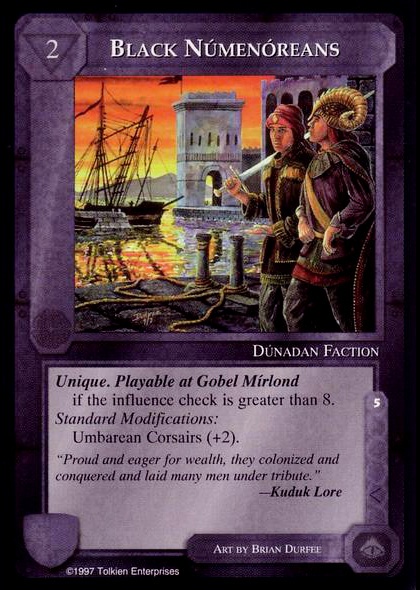 2
BLACK NÚMENÓREANS
DÚNADAN FACTION
Unique. Playable at Gobel Mírlond
if the influence check is greater than 8.
Standard Modifications:
Umbarean Corsairs (+2).
5
“Proud and eager for wealth, they colonized and
conquered and laid many men under tribute.”
—Kuduk Lore
ART BY BRIAN DURFEE
©1997 Tolkien Enterprises